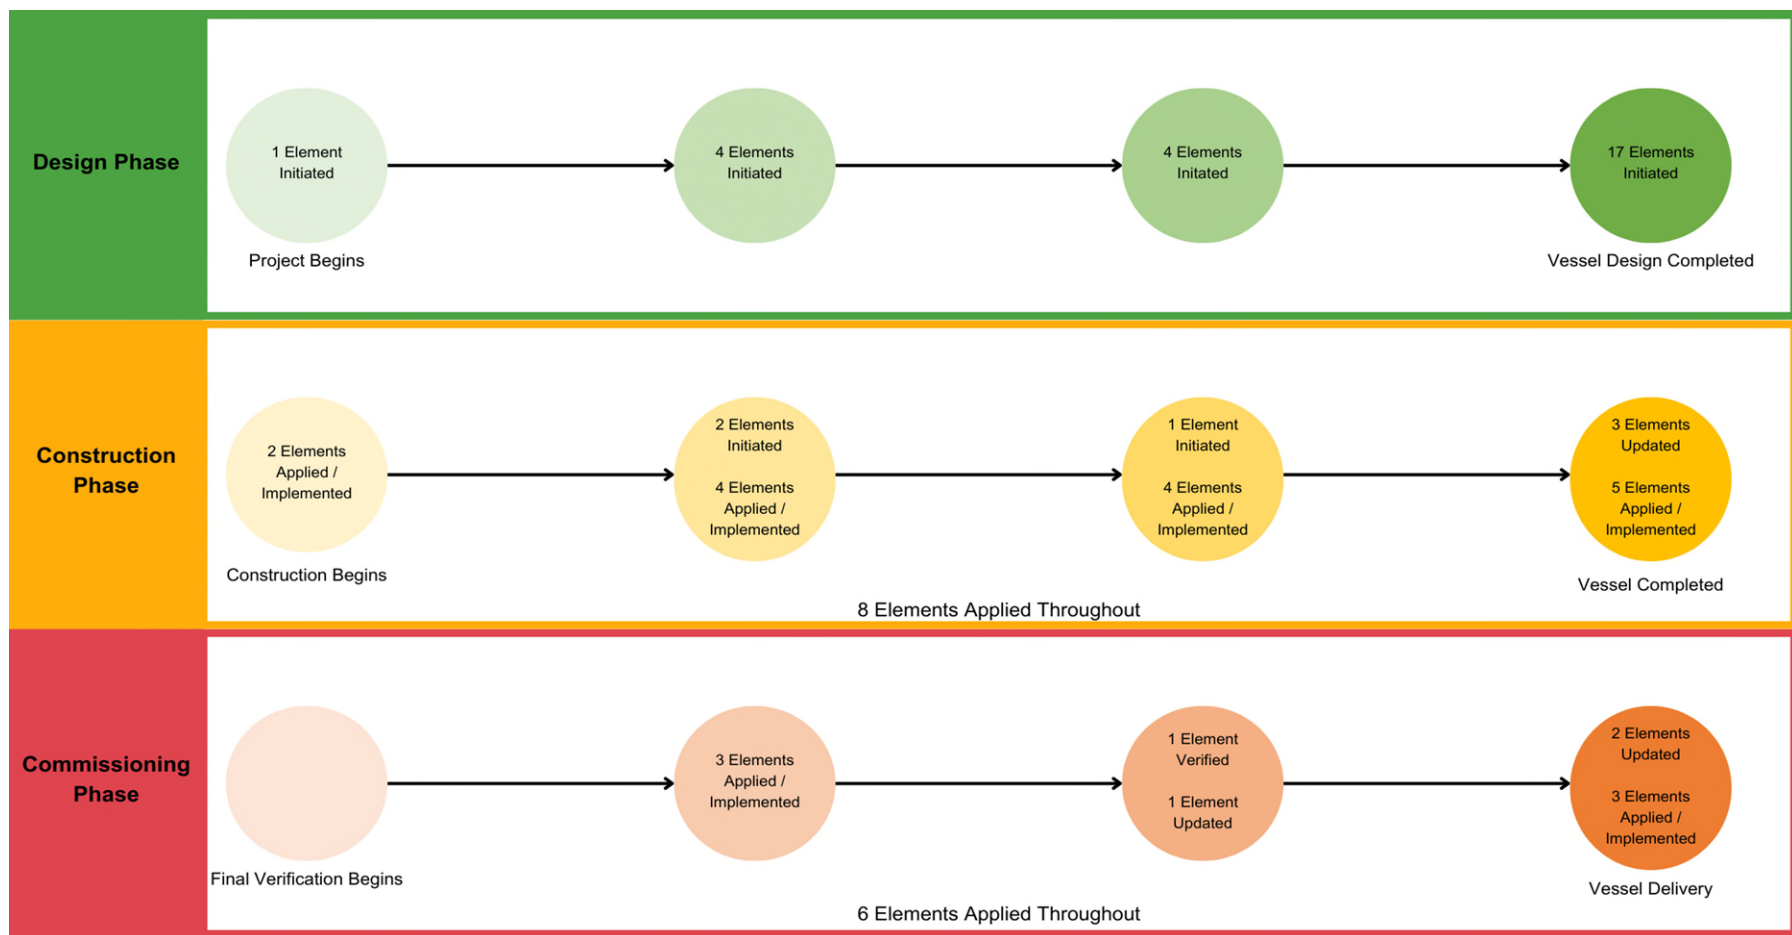 Design Phase
1 Element
Initiated
4 Elements
Initiated
4 Elements
Initated
17 Elements
Initiated
Project Begins
Vessel Design Completed
Construction
Phase
2 Elements
Applied /
Implemented
2 Elements
Initiated
4 Elements
Applied /
Implemented
1 Element
Initiated
4 Elements
Applied /
Implemented
3 Elements
Updated
5 Elements
Applied /
Implemented
Construction Begins
Vessel Completed
8 Elements Applied Throughout
Commissioning
Phase
3 Elements
Applied /
Implemented
1 Element
Verified
1 Element
Updated
2 Elements
Updated
3 Elements
Applied /
Implemented
Final Verification Begins
Vessel Delivery
6 Elements Applied Throughout